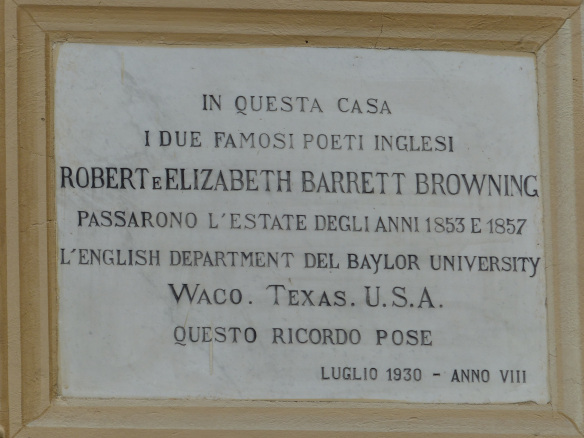 IN QUESTA CASA
I DUE FAMOSI POETI INGLESI
ROBERT E ELIZABETH BARRETT BROWNING
PASSARONO L'ESTATE DEGLI ANNI 1853 E 1857
L'ENGLISH DEPARTMENT DEL BAYLOR UNIVERSITY
WACO. TEXAS. U.S.A.
QUESTO RICORDO POSE
LUGLIO 1930 - ANNO VIII